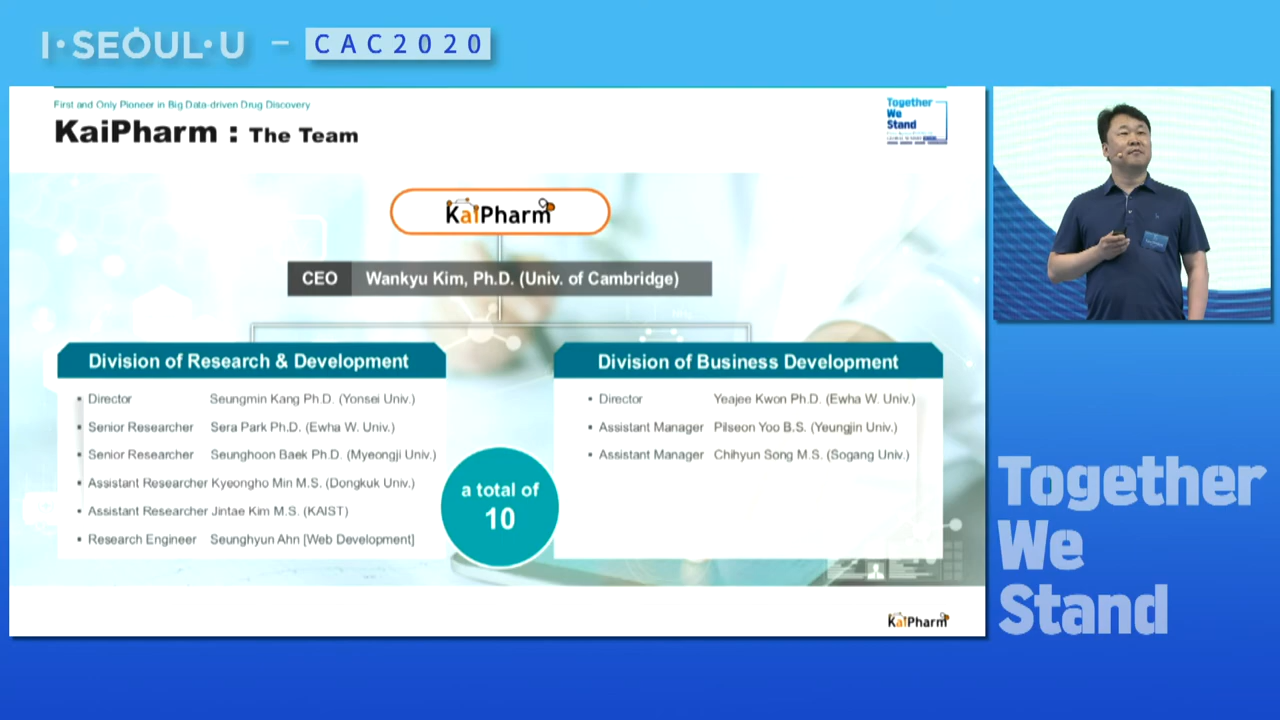 I·SEOUL·U – CAC2020
First and Only Pioneer in Big Data-driven Drug Discovery
KaiPharm : The Team
Together
We
Stand
KaiPharm
CEO Wankyu Kim, Ph.D. (Univ. of Cambridge)
Division of Research & Development
▪ Director Seungmin Kang Ph.D. (Yonsei Univ.)
▪ Senior Researcher Sera Park Ph.D. (Ewha W. Univ.)
▪ Senior Researcher Seunghoon Baek Ph.D. (Myeongji Univ.)
▪ Assistant Researcher Kyeongho Min M.S. (Dongkuk Univ.)
▪ Assistant Researcher Jintae Kim M.S. (KAIST)
▪ Research Engineer Seunghyun Ahn [Web Development]
a total of
10
Division of Business Development
▪ Director Yeajee Kwon Ph.D. (Ewha W. Univ.)
▪ Assistant Manager Pilseon Yoo B.S. (Yeungjin Univ.)
▪ Assistant Manager Chihyun Song M.S. (Sogang Univ.)
KaiPharm
Together
We
Stand